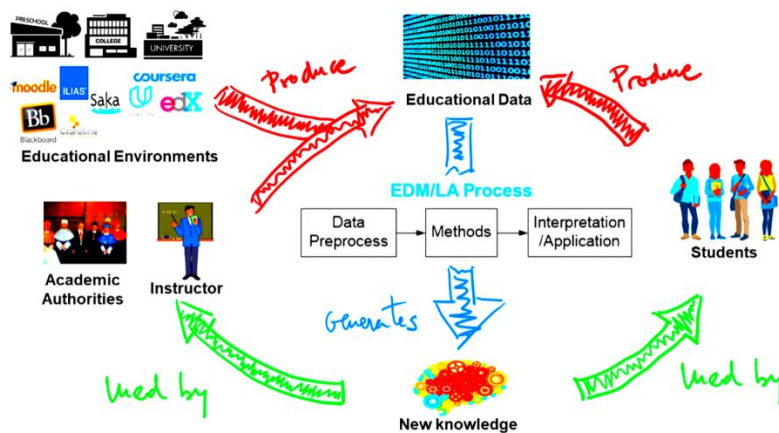 PRESCHOOL
COLLEGE
UNIVERSITY
moodle
ILIAS
Saka
coursera
edX
Bb
Blackboard
Claroline
Educational Environments
Produce
Educational Data
Produce
EDM/LA Process
Data
Preprocess
Methods
Interpretation
/Application
Academic
Authorities
Instructor
Students
Generates
used by
New knowledge
used by